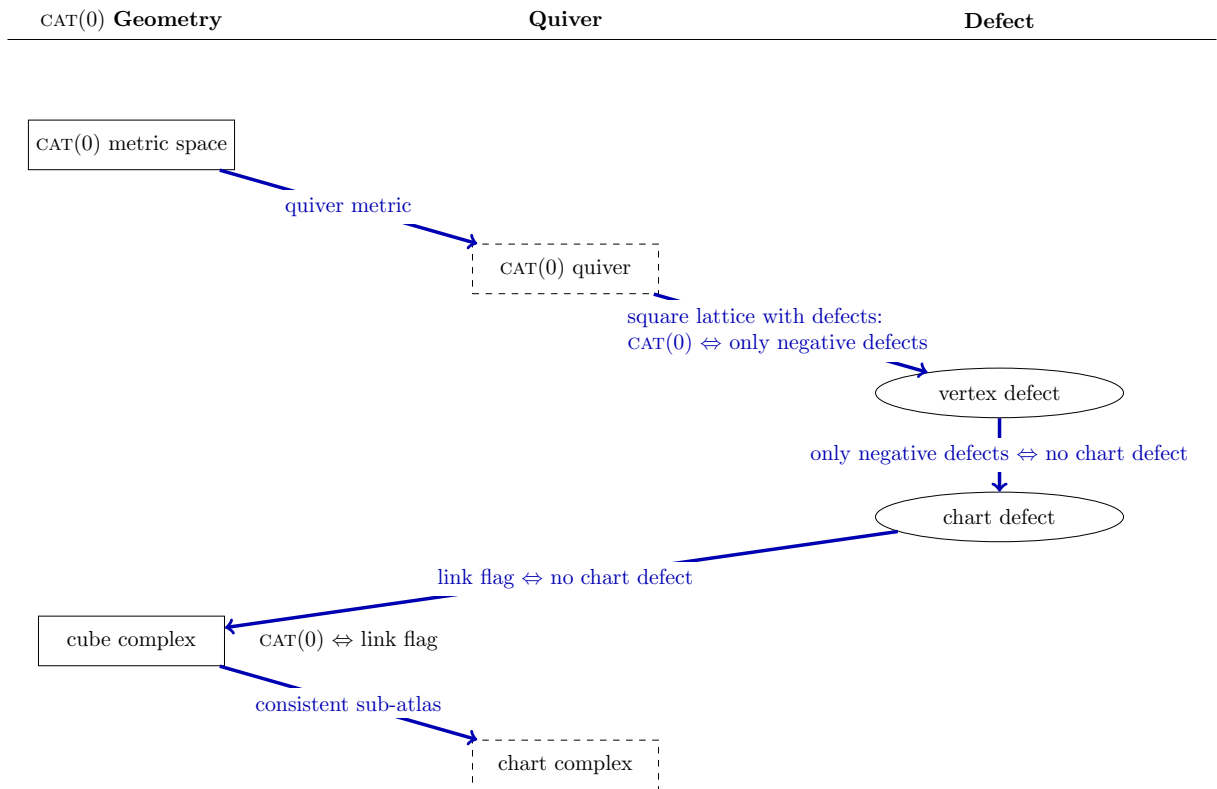 CAT(0) Geometry
Quiver
Defect
CAT(0) metric space
quiver metric
CAT(0) quiver
square lattice with defects:
CAT(0) ⇔ only negative defects
vertex defect
only negative defects ⇔ no chart defect
chart defect
link flag ⇔ no chart defect
cube complex
CAT(0) ⇔ link flag
consistent sub-atlas
chart complex